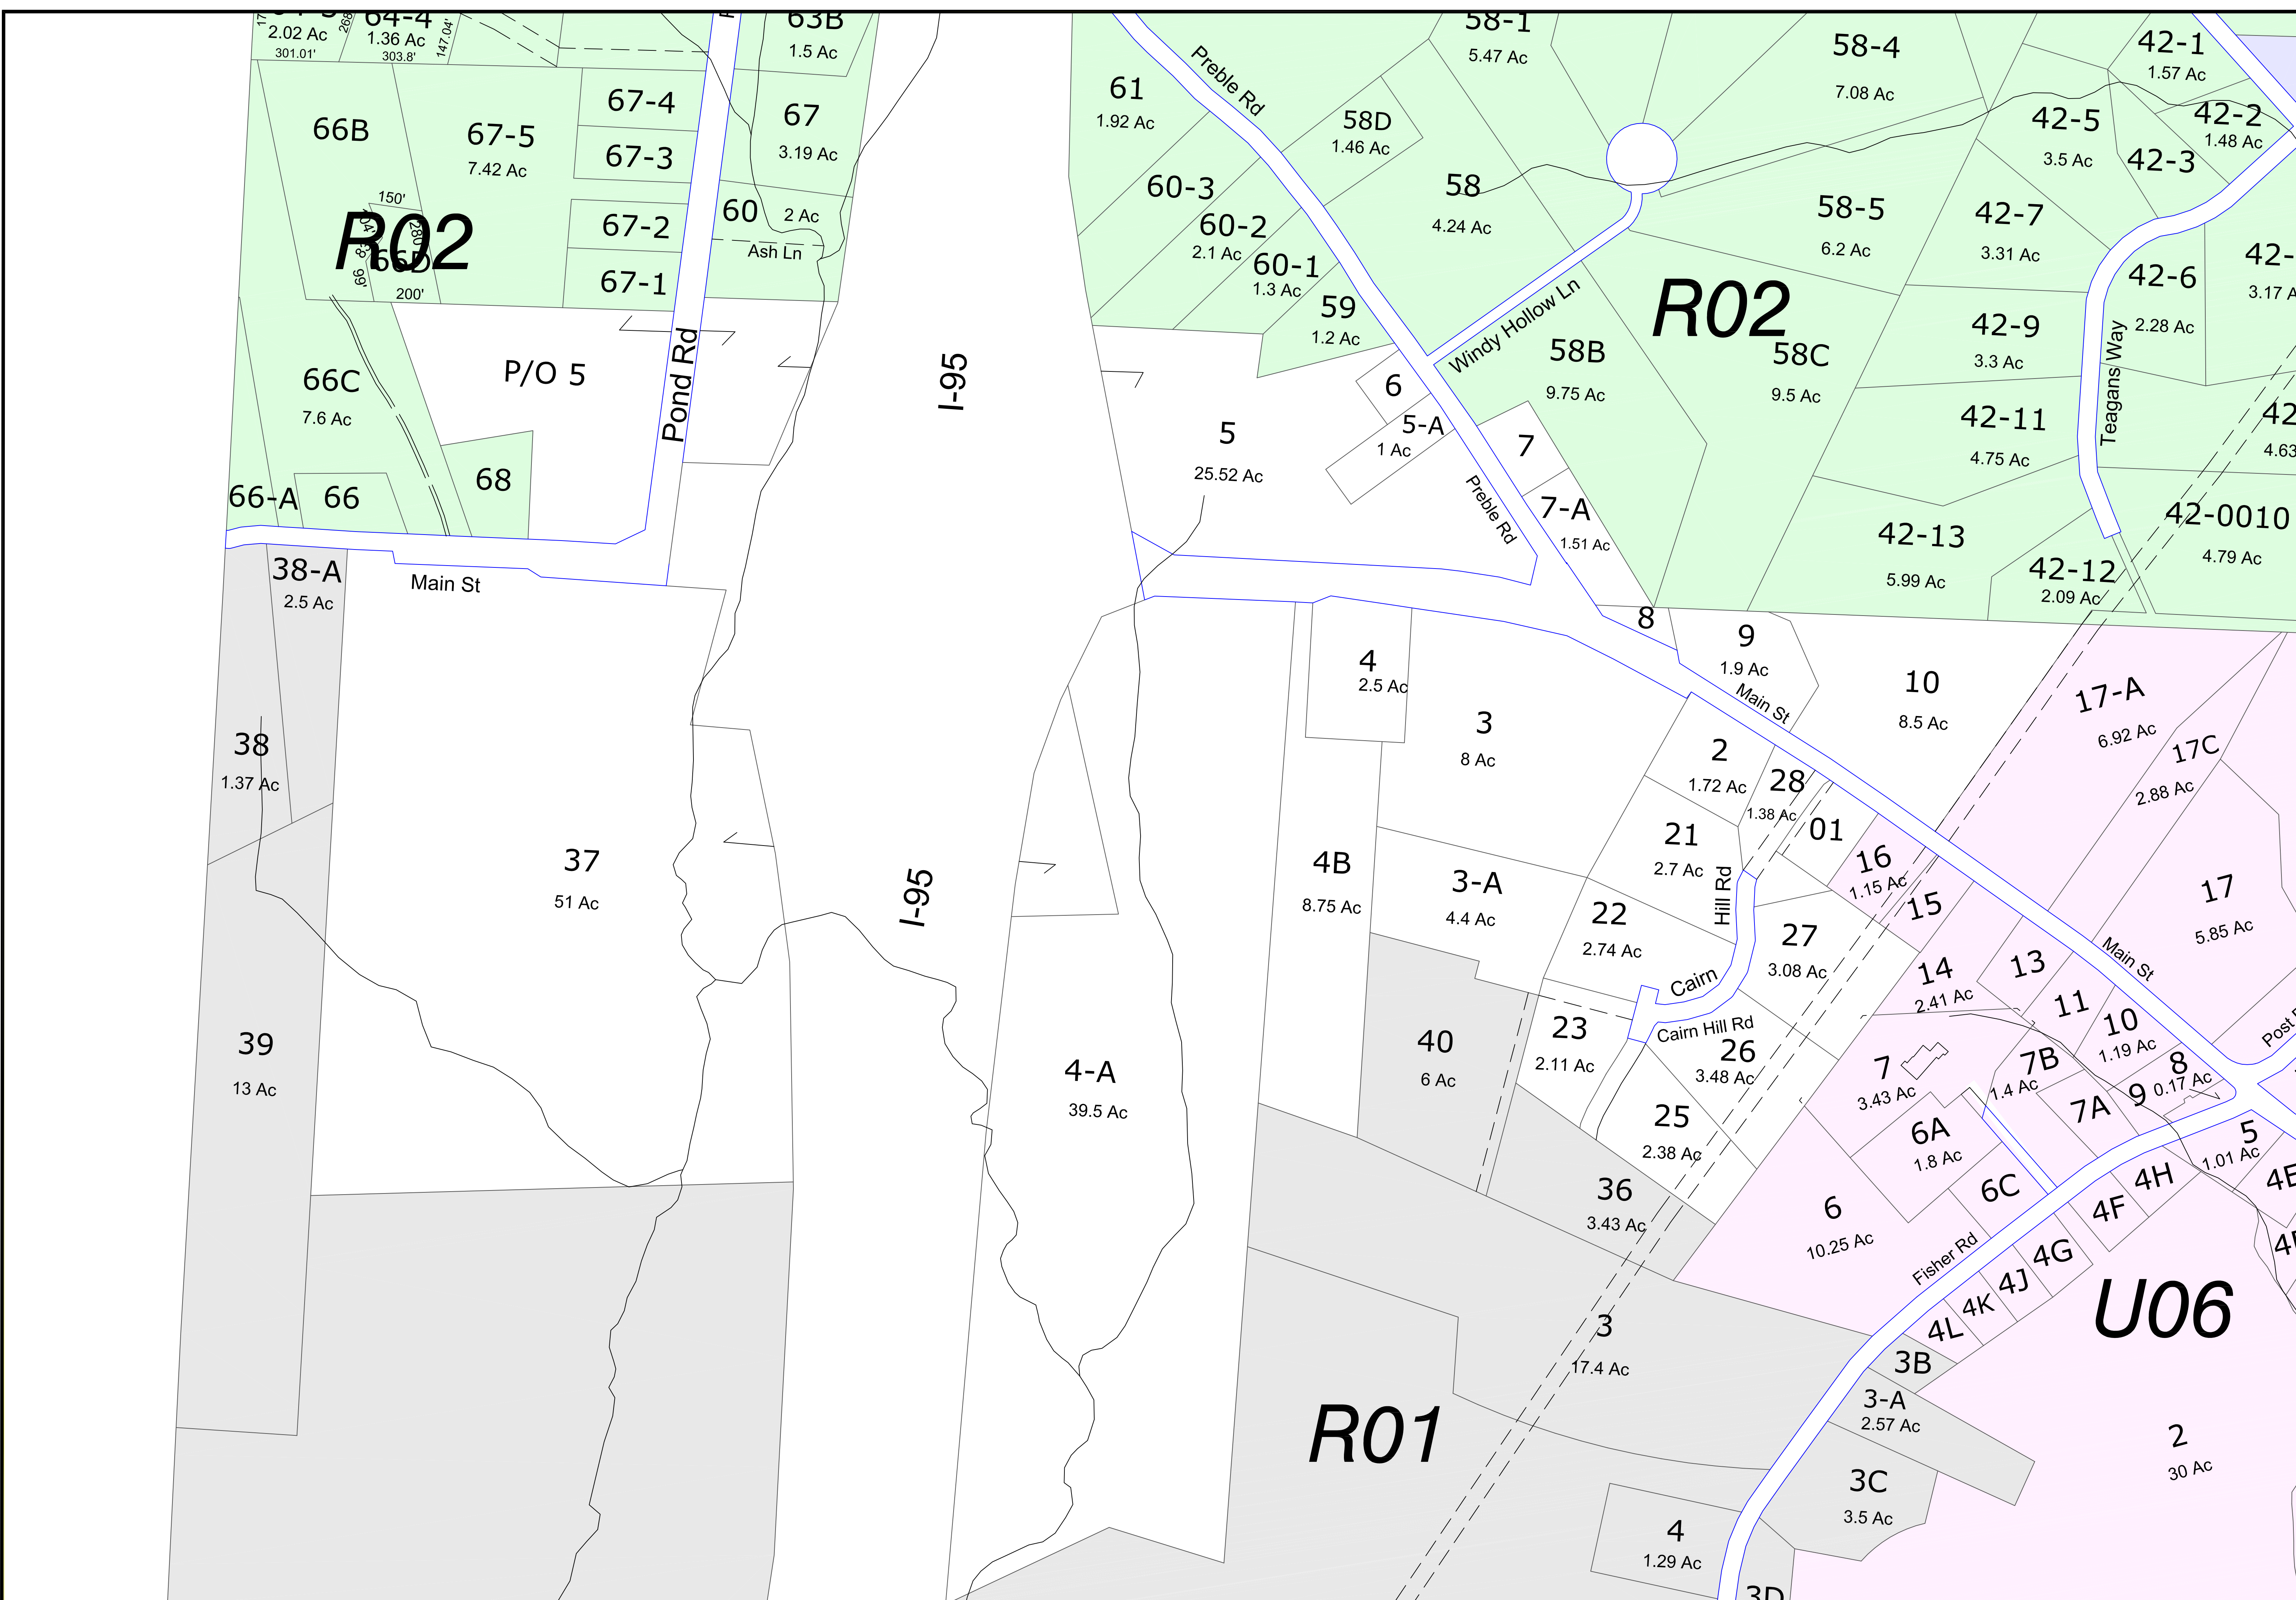 2.02 Ac
301.01'
64-4
1.36 Ac
303.8'
147.04'
63B
1.5 Ac
58-1
5.47 Ac
58-4
7.08 Ac
42-1
1.57 Ac
Preble Rd
61
1.92 Ac
66B
67-5
7.42 Ac
67-4
67-3
67
3.19 Ac
58D
1.46 Ac
42-5
3.5 Ac
42-2
1.48 Ac
42-3
60-3
58
4.24 Ac
58-5
6.2 Ac
42-7
3.31 Ac
150'
R02
66D
280'
99'
200'
67-2
67-1
60
2 Ac
Ash Ln
60-2
2.1 Ac
60-1
1.3 Ac
59
1.2 Ac
R02
42-6
2.28 Ac
Windy Hollow Ln
58B
9.75 Ac
58C
9.5 Ac
42-9
3.3 Ac
Teagans Way
66C
7.6 Ac
P/O 5
Pond Rd
I-95
6
5-A
1 Ac
5
25.52 Ac
7
42-11
4.75 Ac
66-A
66
68
Preble Rd
7-A
1.51 Ac
42-13
5.99 Ac
42-0010
4.79 Ac
42-12
2.09 Ac
38-A
2.5 Ac
Main St
8
9
1.9 Ac
4
2.5 Ac
Main St
10
8.5 Ac
17-A
6.92 Ac
3
8 Ac
2
1.72 Ac
28
1.38 Ac
17C
2.88 Ac
38
1.37 Ac
21
2.7 Ac
01
16
1.15 Ac
37
51 Ac
I-95
4B
8.75 Ac
3-A
4.4 Ac
Hill Rd
22
2.74 Ac
27
3.08 Ac
15
17
5.85 Ac
Main St
Cairn
14
2.41 Ac
13
11
10
1.19 Ac
39
13 Ac
4-A
39.5 Ac
40
6 Ac
23
2.11 Ac
Cairn Hill Rd
26
3.48 Ac
7
3.43 Ac
7B
1.4 Ac
8
0.17 Ac
9
7A
25
2.38 Ac
6A
1.8 Ac
5
1.01 Ac
36
3.43 Ac
6
10.25 Ac
6C
4H
4F
Fisher Rd
4G
4J
4K
4L
U06
3
17.4 Ac
3B
3-A
2.57 Ac
R01
2
30 Ac
3C
3.5 Ac
4
1.29 Ac
3D